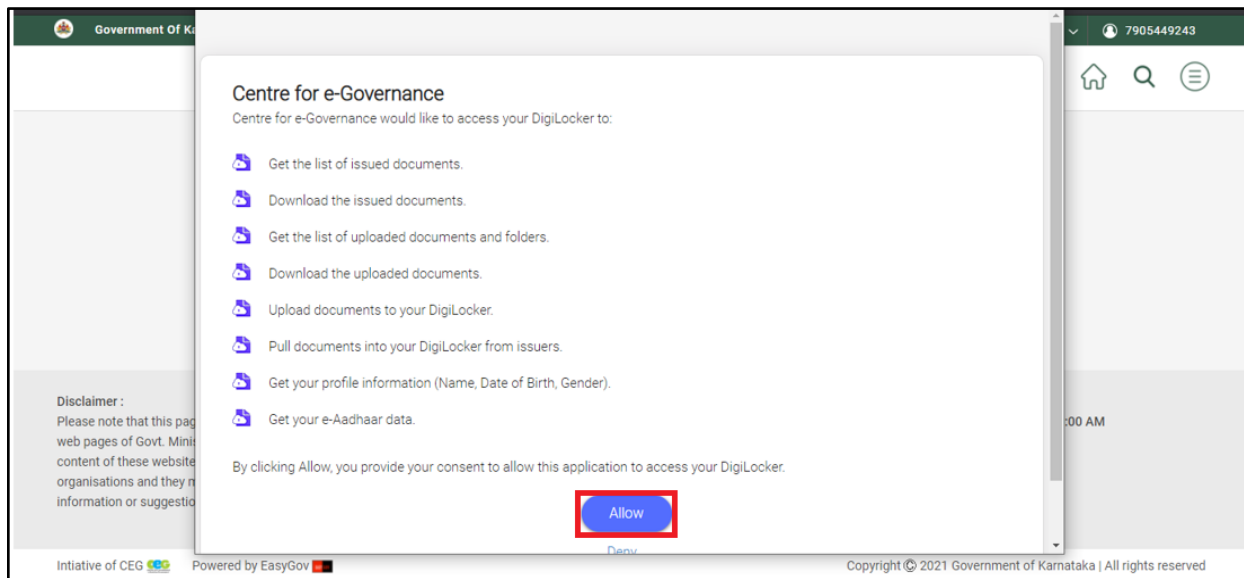 Government Of Ka
7905449243
Centre for e-Governance
Centre for e-Governance would like to access your DigiLocker to:
Get the list of issued documents.
Download the issued documents.
Get the list of uploaded documents and folders.
Download the uploaded documents.
Upload documents to your DigiLocker.
Pull documents into your DigiLocker from issuers.
Get your profile information (Name, Date of Birth, Gender).
Get your e-Aadhaar data.
By clicking Allow, you provide your consent to allow this application to access your DigiLocker.
Allow
Deny
Disclaimer :
Please note that this pag
web pages of Govt. Minis
content of these website
organisations and they m
information or suggestio
:00 AM
Intiative of CEG CEG Powered by EasyGov
Copyright © 2021 Government of Karnataka | All rights reserved